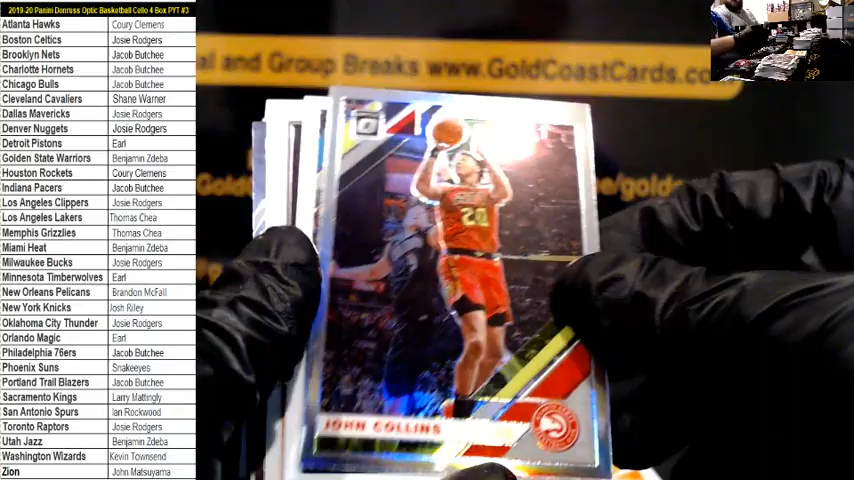 2019-20 Panini Donruss Optic Basketball Cello 4 Box PYT #3
Atlanta Hawks Coury Clemens
Boston Celtics Josie Rodgers
Brooklyn Nets Jacob Butchee
Charlotte Hornets Jacob Butchee
Chicago Bulls Jacob Butchee
Cleveland Cavaliers Shane Warner
Dallas Mavericks Josie Rodgers
Denver Nuggets Josie Rodgers
Detroit Pistons Earl
Golden State Warriors Benjamin Zdeba
Houston Rockets Coury Clemens
Indiana Pacers Jacob Butchee
Los Angeles Clippers Josie Rodgers
Los Angeles Lakers Thomas Chea
Memphis Grizzlies Thomas Chea
Miami Heat Benjamin Zdeba
Milwaukee Bucks Josie Rodgers
Minnesota Timberwolves Earl
New Orleans Pelicans Brandon McFall
New York Knicks Josh Riley
Oklahoma City Thunder Josie Rodgers
Orlando Magic Earl
Philadelphia 76ers Jacob Butchee
Phoenix Suns Snakeeyes
Portland Trail Blazers Jacob Butchee
Sacramento Kings Larry Mattingly
San Antonio Spurs Ian Rockwood
Toronto Raptors Josie Rodgers
Utah Jazz Benjamin Zdeba
Washington Wizards Kevin Townsend
Zion John Matsuyama
al and Group Breaks www.GoldCoastCards.co
20
JOHN COLLINS
Gold
e/golds